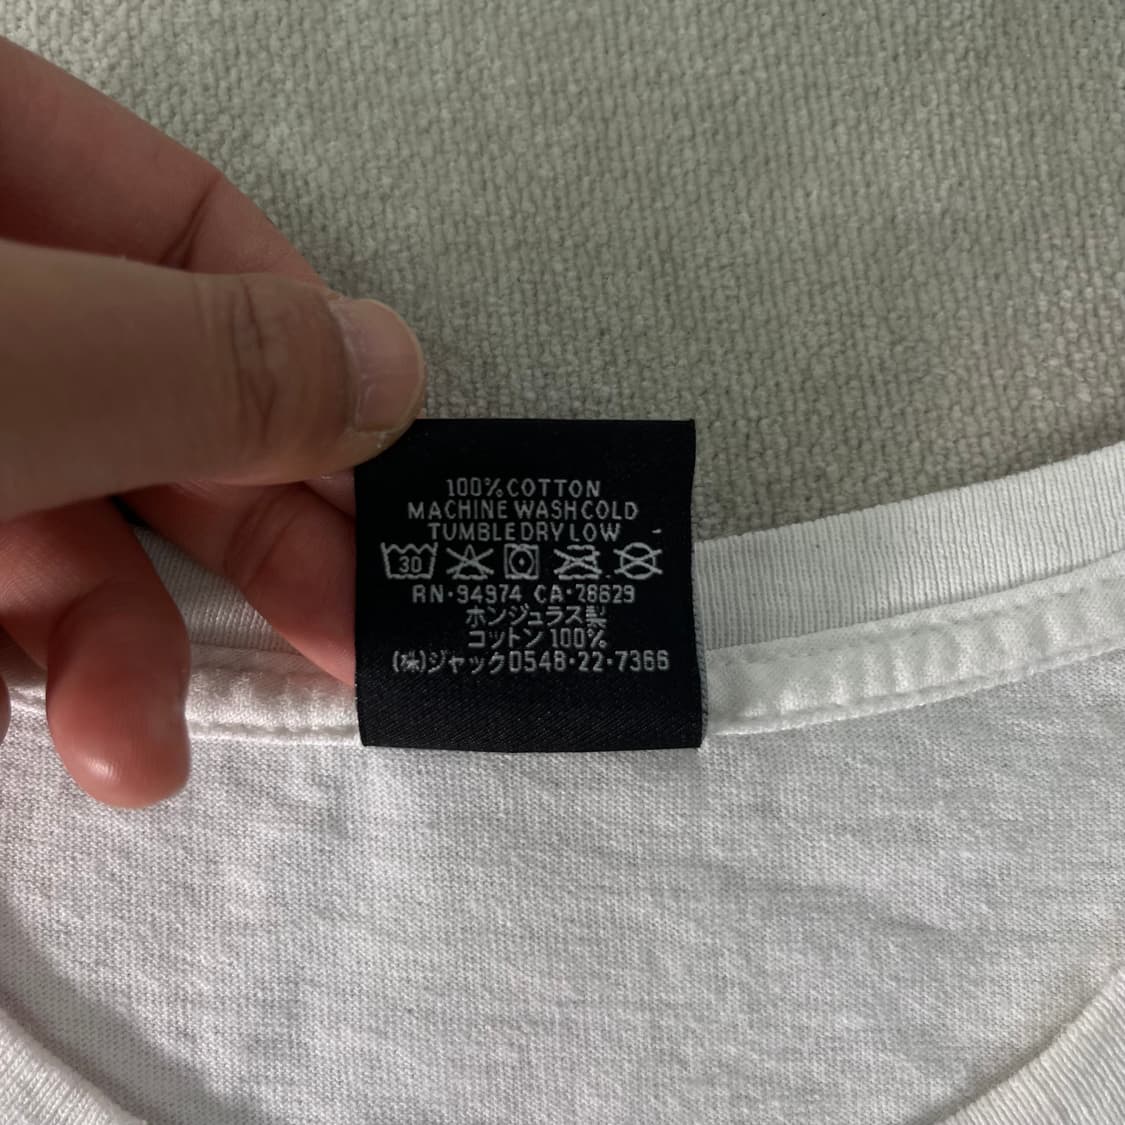 100% COTTON
MACHINE WASH COLD
TUMBLE DRY LOW
30
RN·94974 CA·28629
ホンジュラス製
コットン 100%
(株)ジャック0548·22·7366